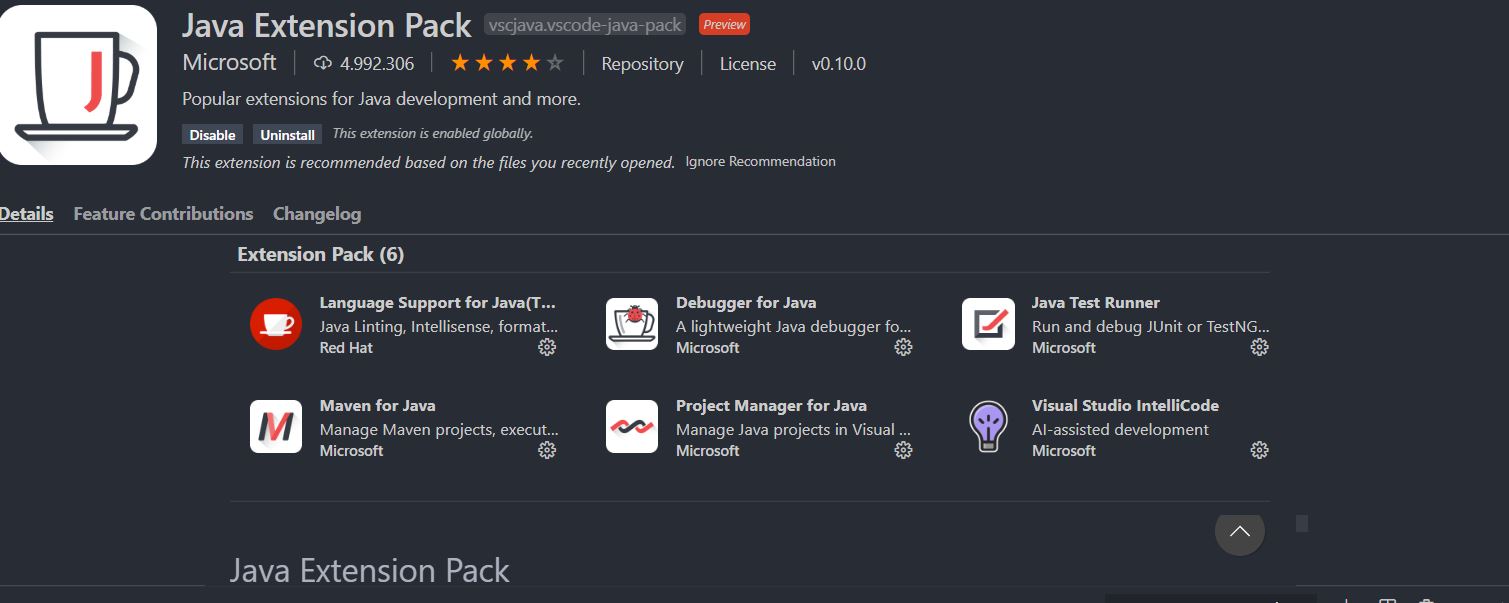 Java Extension Pack vscjava.vscode-java-pack Preview
Microsoft 4.992.306 Repository License v0.10.0
Popular extensions for Java development and more.
Disable Uninstall This extension is enabled globally.
This extension is recommended based on the files you recently opened. Ignore Recommendation
Details Feature Contributions Changelog
Extension Pack (6)
Language Support for Java(T...
Java Linting, Intellisense, format...
Red Hat
Debugger for Java
A lightweight Java debugger fo...
Microsoft
Java Test Runner
Run and debug JUnit or TestNG...
Microsoft
Maven for Java
Manage Maven projects, execut...
Microsoft
Project Manager for Java
Manage Java projects in Visual ...
Microsoft
Visual Studio IntelliCode
AI-assisted development
Microsoft
Java Extension Pack